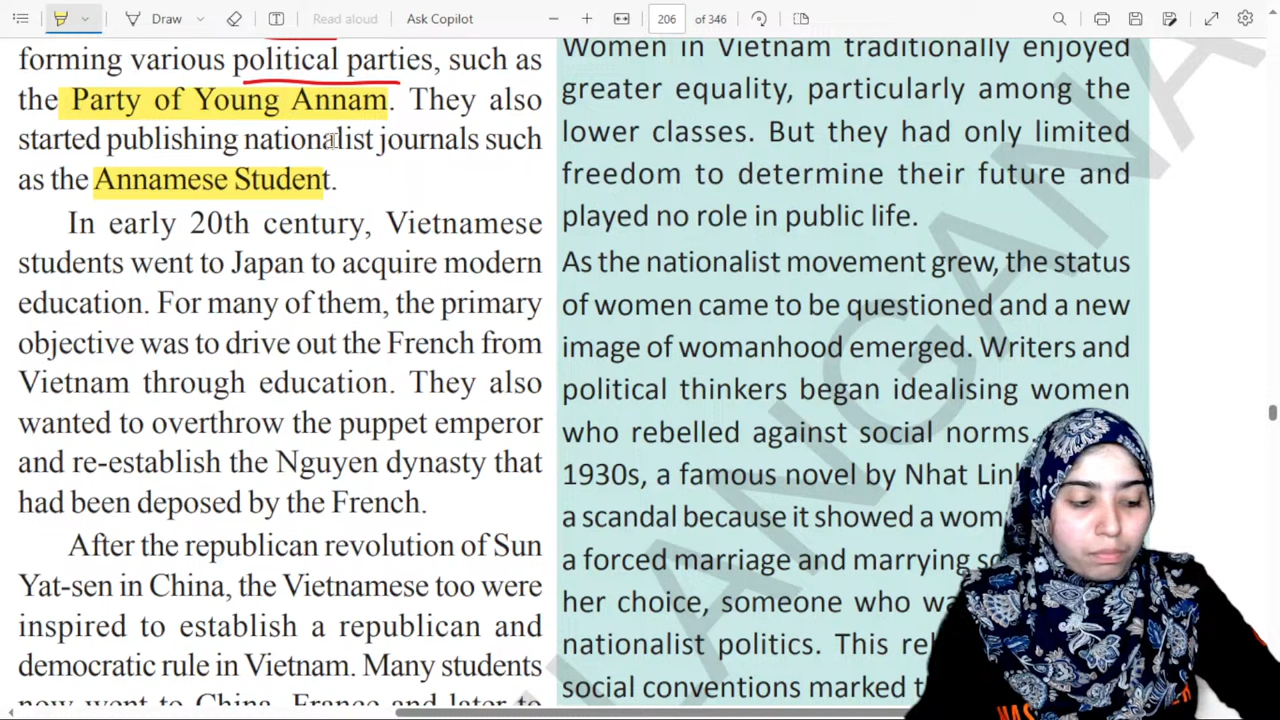 Draw
Read aloud
Ask Copilot
206 of 346
forming various political parties, such as
the Party of Young Annam. They also
started publishing nationalist journals such
as the Annamese Student.
In early 20th century, Vietnamese
students went to Japan to acquire modern
education. For many of them, the primary
objective was to drive out the French from
Vietnam through education. They also
wanted to overthrow the puppet emperor
and re-establish the Nguyen dynasty that
had been deposed by the French.
After the republican revolution of Sun
Yat-sen in China, the Vietnamese too were
inspired to establish a republican and
democratic rule in Vietnam. Many students
now went to China, France and later to
Women in Vietnam traditionally enjoyed
greater equality, particularly among the
lower classes. But they had only limited
freedom to determine their future and
played no role in public life.
As the nationalist movement grew, the status
of women came to be questioned and a new
image of womanhood emerged. Writers and
political thinkers began idealising women
who rebelled against social norms.
1930s, a famous novel by Nhat Lin
a scandal because it showed a wom
a forced marriage and marrying
her choice, someone who
nationalist politics. This
social conventions marked
ANGANA